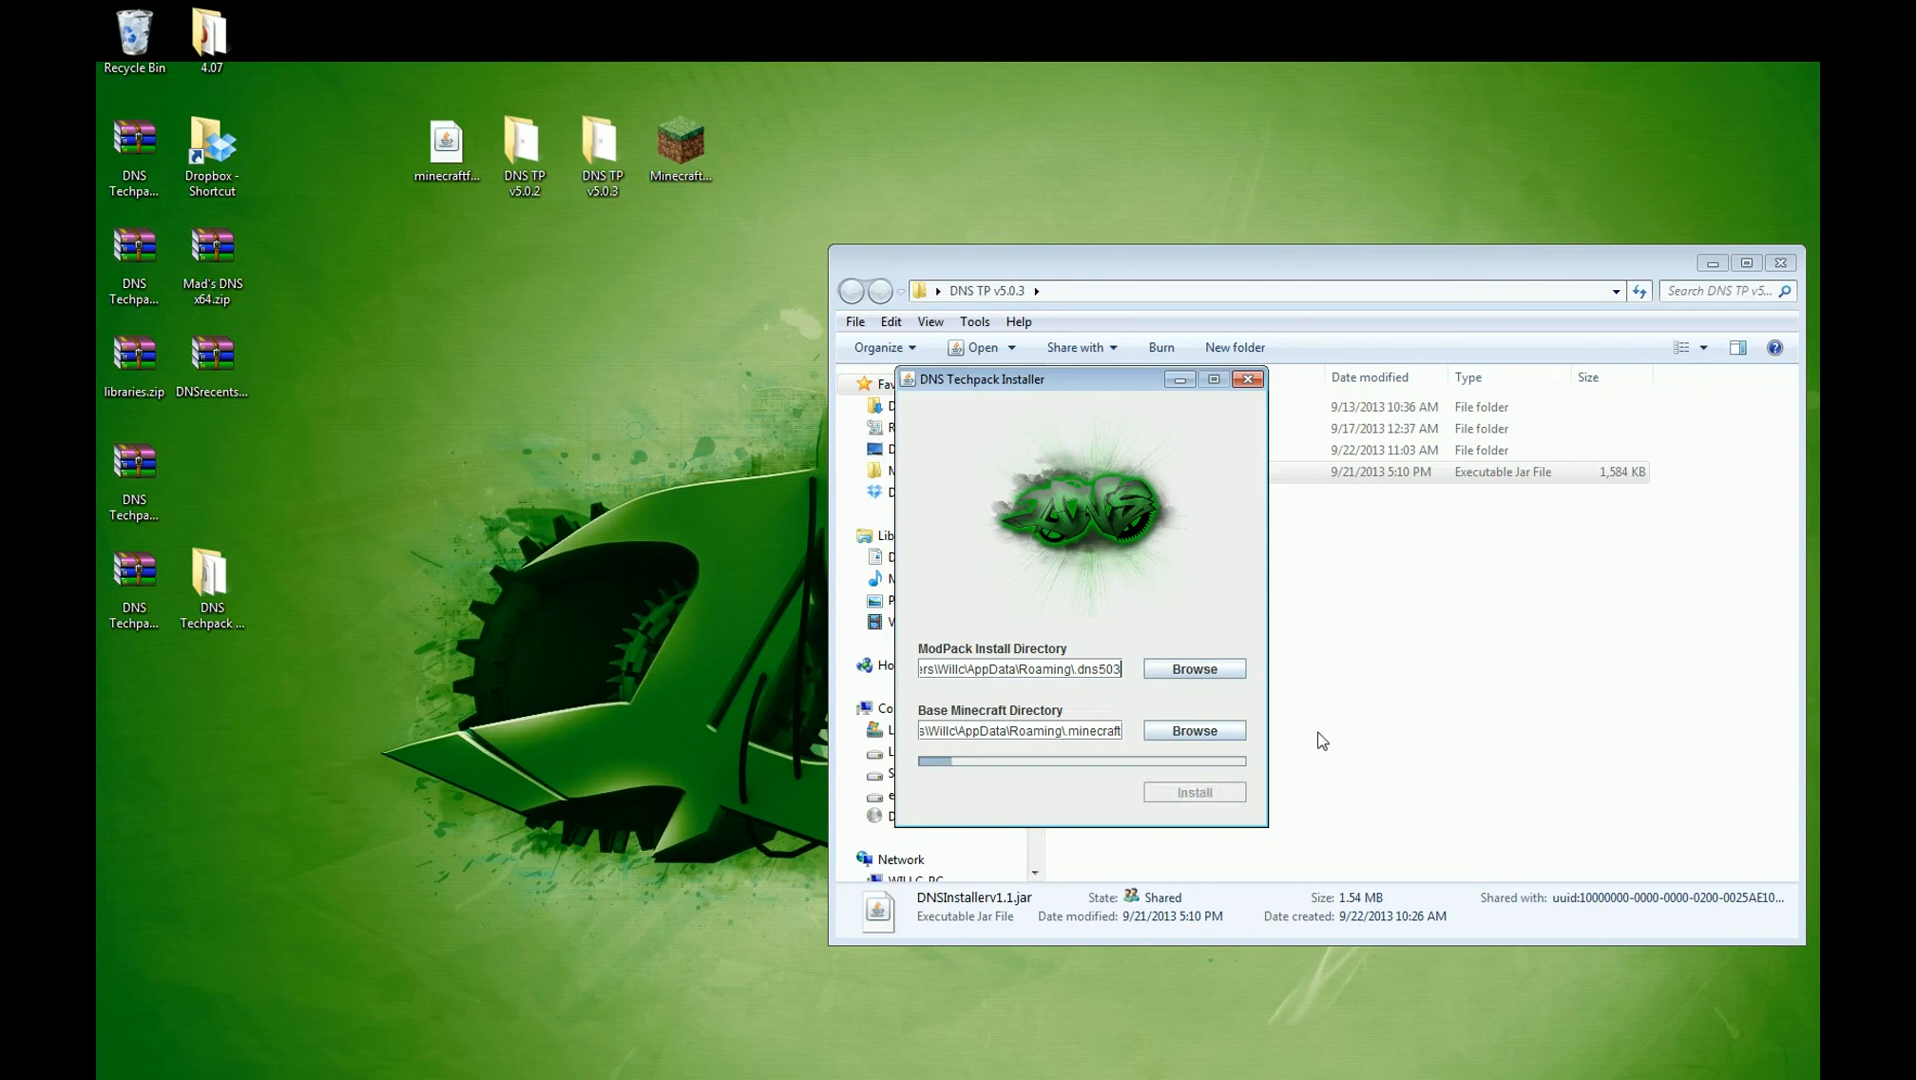 Recycle Bin
4.07
DNS
Techpa...
Dropbox -
Shortcut
minecraftf...
DNS TP
v5.0.2
DNS TP
v5.0.3
Minecraft...
DNS
Techpa...
Mad's DNS
x64.zip
libraries.zip
DNSrecents...
DNS
Techpa...
DNS
Techpa...
DNS
Techpack ...
DNS TP v5.0.3
Search DNS TP v5...
File Edit View Tools Help
Organize Open Share with Burn New folder
Fav
Date modified Type Size
9/13/2013 10:36 AM File folder
9/17/2013 12:37 AM File folder
9/22/2013 11:03 AM File folder
9/21/2013 5:10 PM Executable Jar File 1,584 KB
Lib
Ho
Co
Network
DNS Techpack Installer
DNS
ModPack Install Directory
ers\Willc\AppData\Roaming\.dns503
Browse
Base Minecraft Directory
s\Willc\AppData\Roaming\.minecraft
Browse
Install
DNSInstallerv1.1.jar State: Shared Size: 1.54 MB Shared with: uuid:10000000-0000-0000-0200-0025AE10...
Executable Jar File Date modified: 9/21/2013 5:10 PM Date created: 9/22/2013 10:26 AM